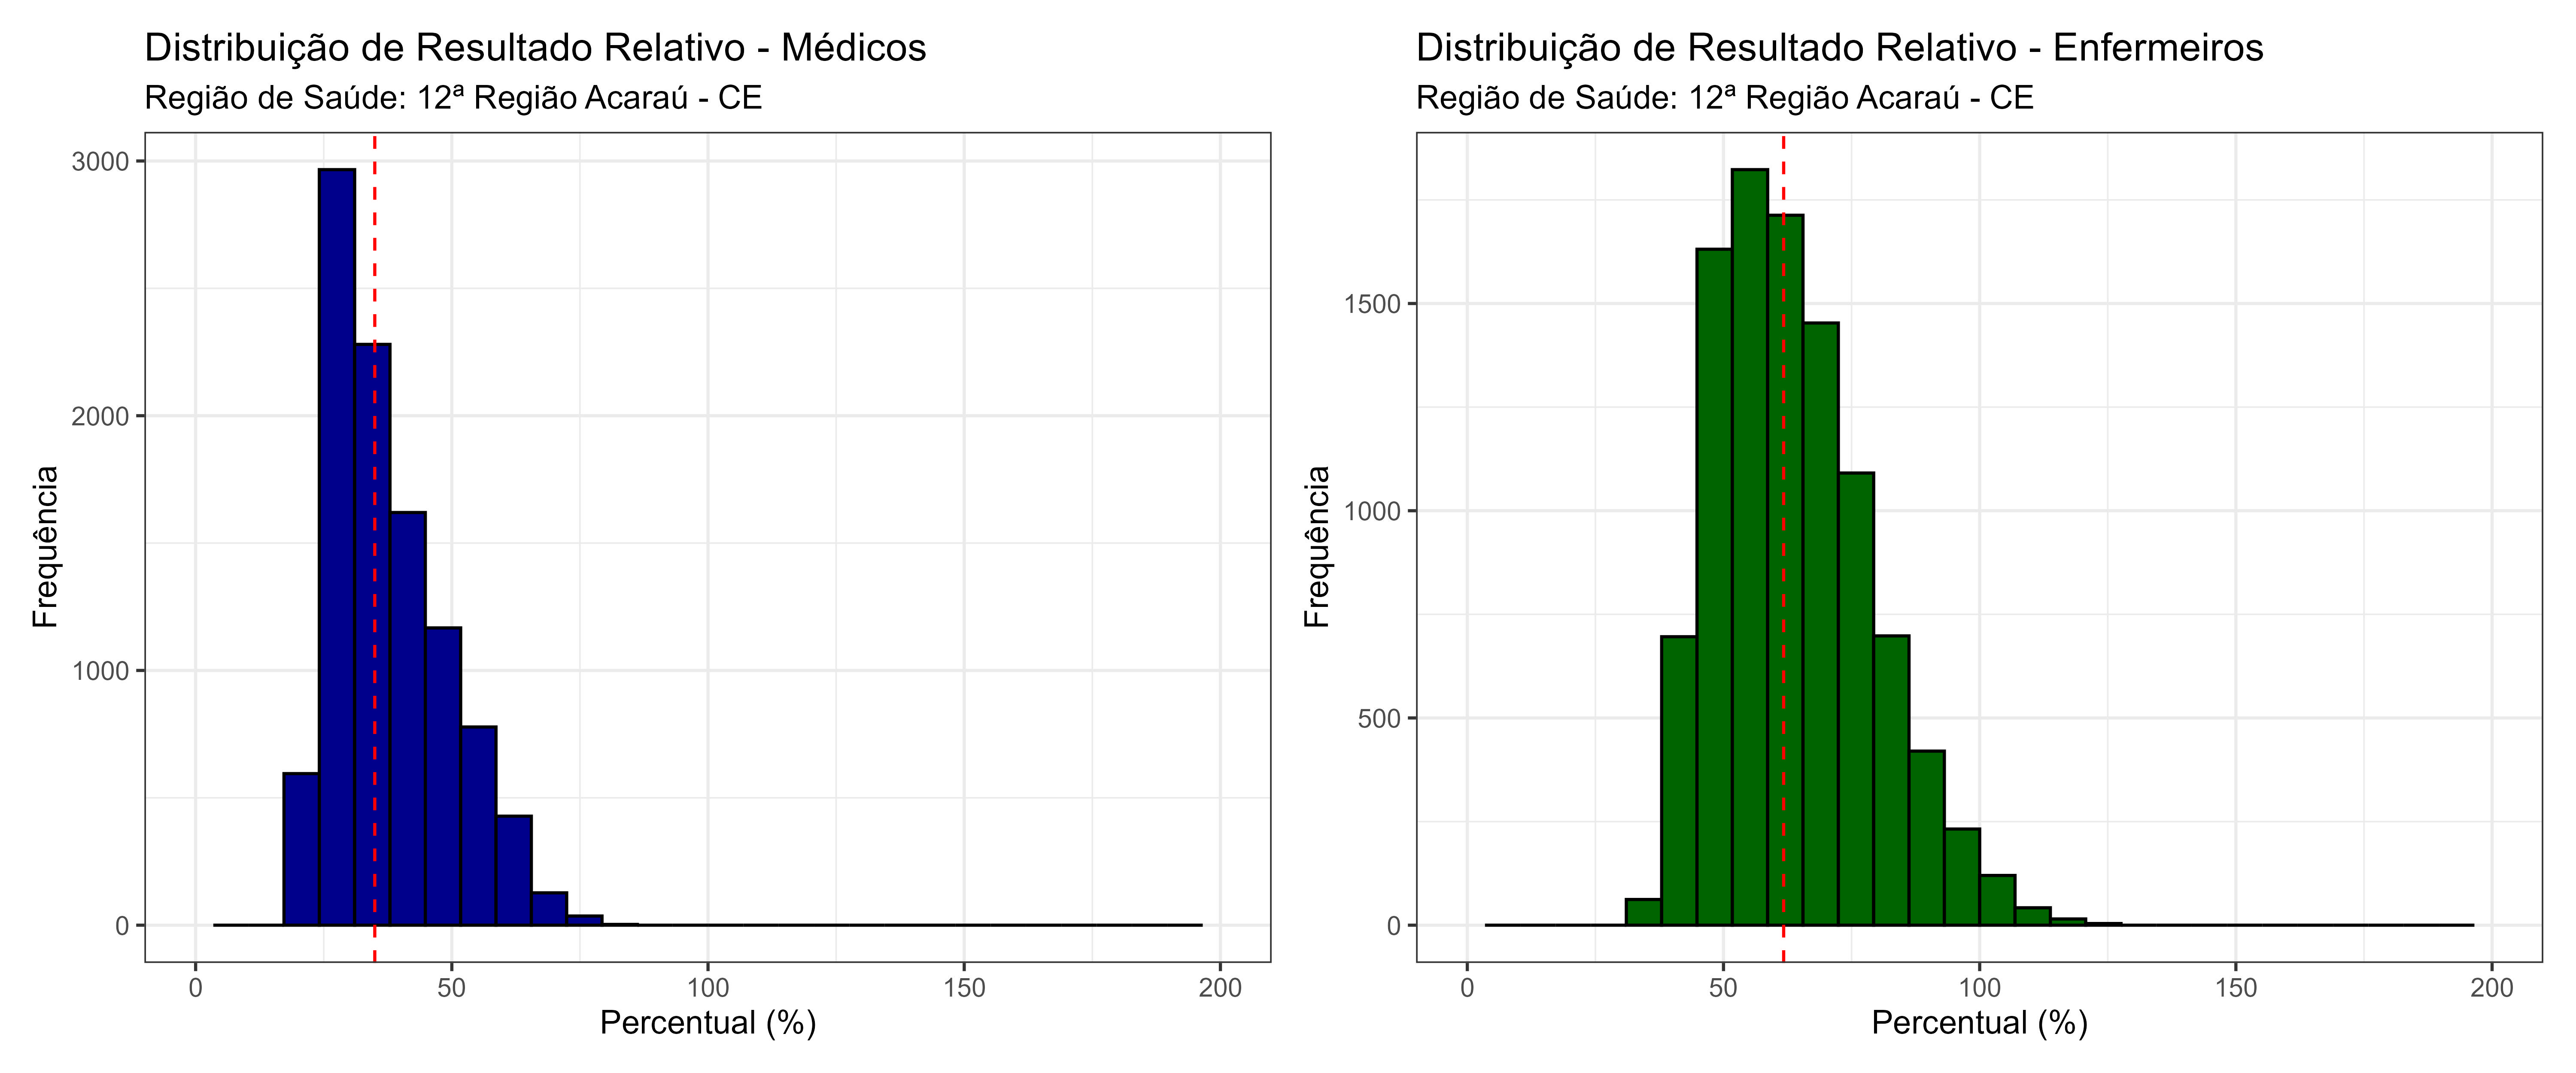 Distribuição de Resultado Relativo - Médicos
Região de Saúde: 12ª Região Acaraú - CE
3000
2000
1000
0
Frequência
0 50 100 150 200
Percentual (%)
Distribuição de Resultado Relativo - Enfermeiros
Região de Saúde: 12ª Região Acaraú - CE
1500
1000
500
0
Frequência
0 50 100 150 200
Percentual (%)